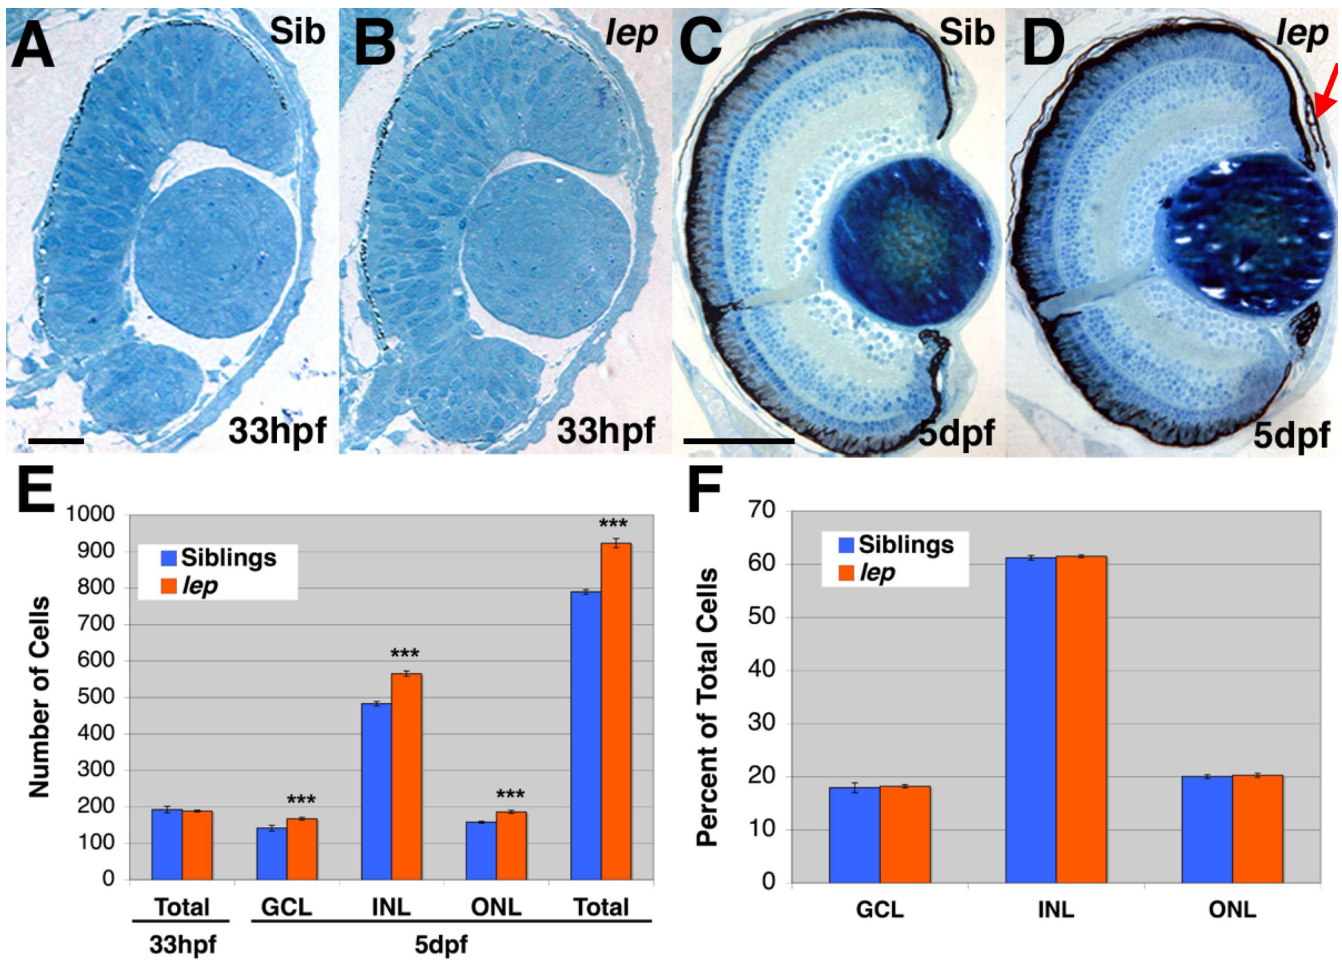 A Sib
33hpf
B lep
33hpf
C Sib
5dpf
D lep
5dpf
E
Number of Cells
1000
900
800
700
600
500
400
300
200
100
0
Siblings
lep
***
***
***
***
Total GCL INL ONL Total
33hpf 5dpf
F
Percent of Total Cells
70
60
50
40
30
20
10
0
Siblings
lep
GCL INL ONL